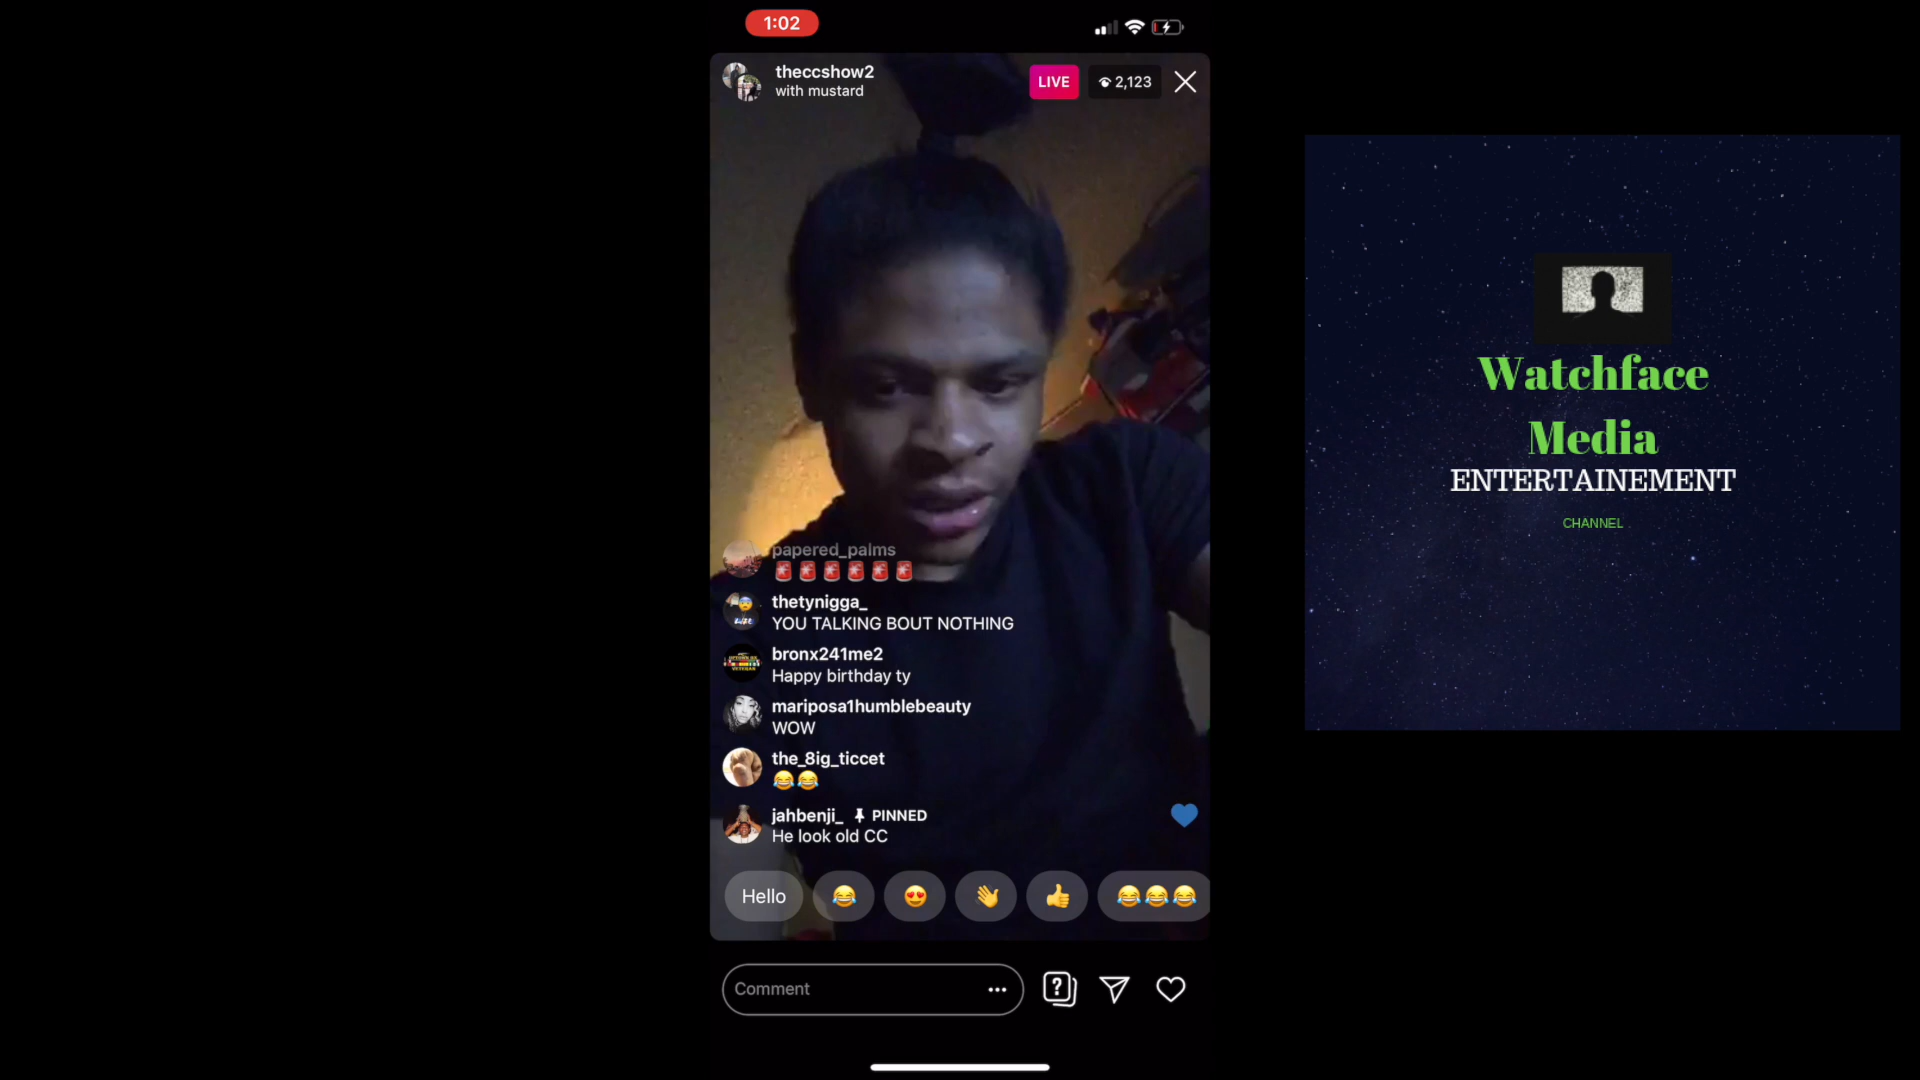 1:02
theccshow2
with mustard
LIVE
2,123
papered_palms
thetynigga_
YOU TALKING BOUT NOTHING
bronx241me2
Happy birthday ty
mariposa1humblebeauty
WOW
the_8ig_ticcet
jahbenji_ PINNED
He look old CC
Hello
Comment
Watchface
Media
ENTERTAINEMENT
CHANNEL